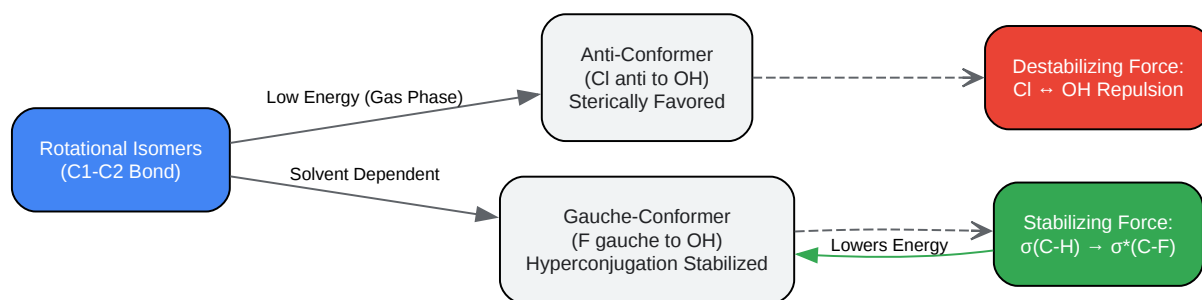 Rotational Isomers
(C1-C2 Bond)
Low Energy (Gas Phase)
Solvent Dependent
Anti-Conformer
(Cl anti to OH)
Sterically Favored
Gauche-Conformer
(F gauche to OH)
Hyperconjugation Stabilized
Destabilizing Force:
Cl ↔ OH Repulsion
Lowers Energy
Stabilizing Force:
σ(C-H) → σ*(C-F)